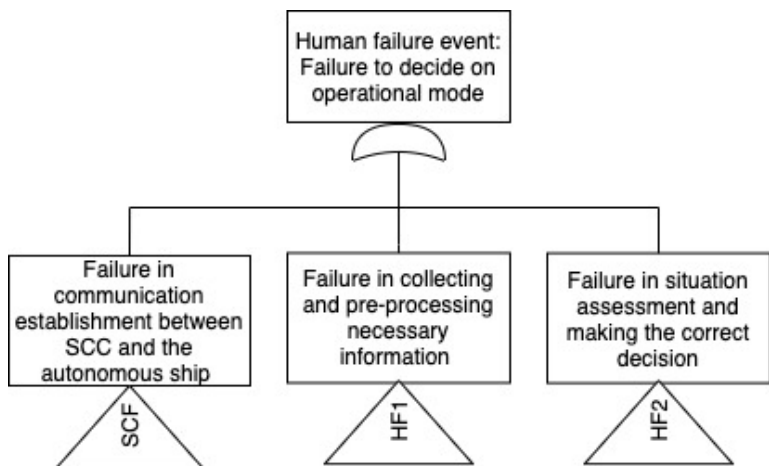 Human failure event:
Failure to decide on
operational mode
Failure in
communication
establishment between
SCC and the
autonomous ship
Failure in collecting
and pre-processing
necessary
information
Failure in situation
assessment and
making the correct
decision
SCF
HF1
HF2